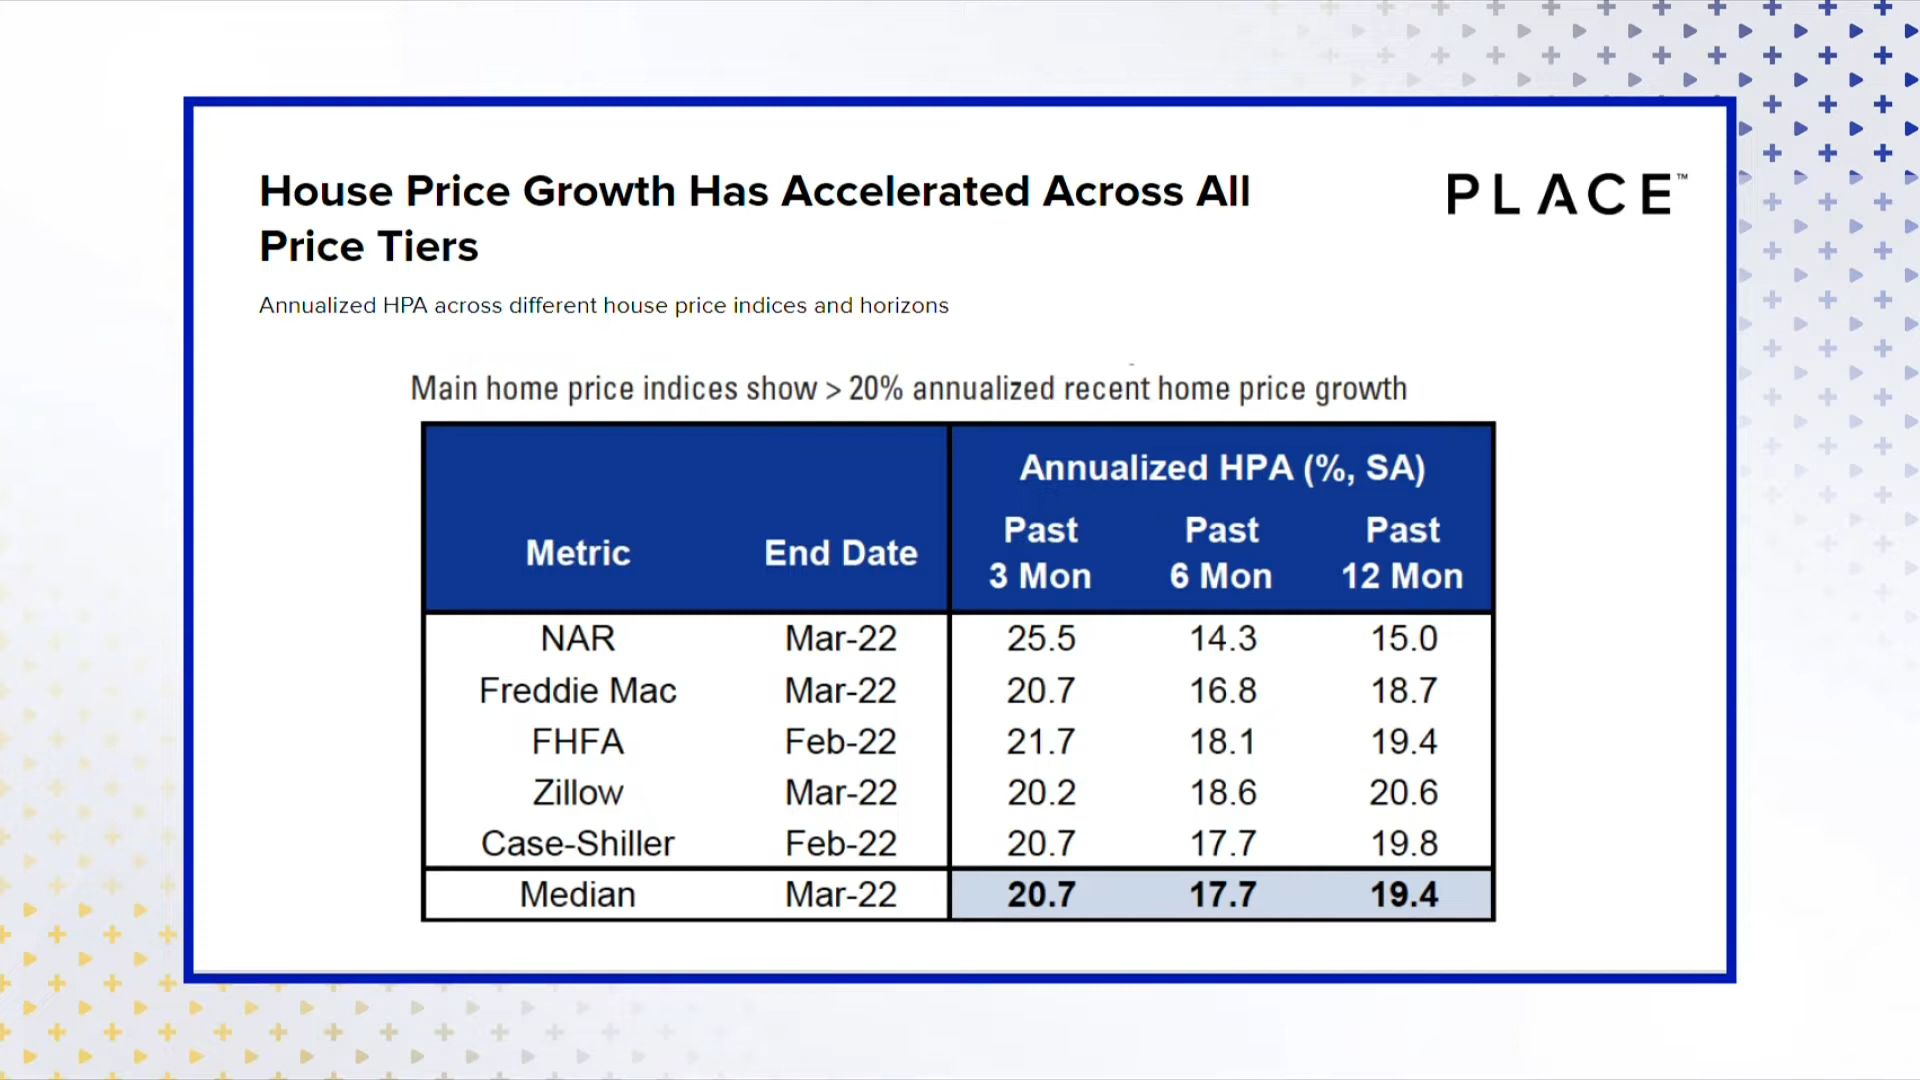 House Price Growth Has Accelerated Across All
Price Tiers
PLACE™
Annualized HPA across different house price indices and horizons
Main home price indices show > 20% annualized recent home price growth
Annualized HPA (%, SA)
Metric End Date Past 3 Mon Past 6 Mon Past 12 Mon
NAR Mar-22 25.5 14.3 15.0
Freddie Mac Mar-22 20.7 16.8 18.7
FHFA Feb-22 21.7 18.1 19.4
Zillow Mar-22 20.2 18.6 20.6
Case-Shiller Feb-22 20.7 17.7 19.8
Median Mar-22 20.7 17.7 19.4